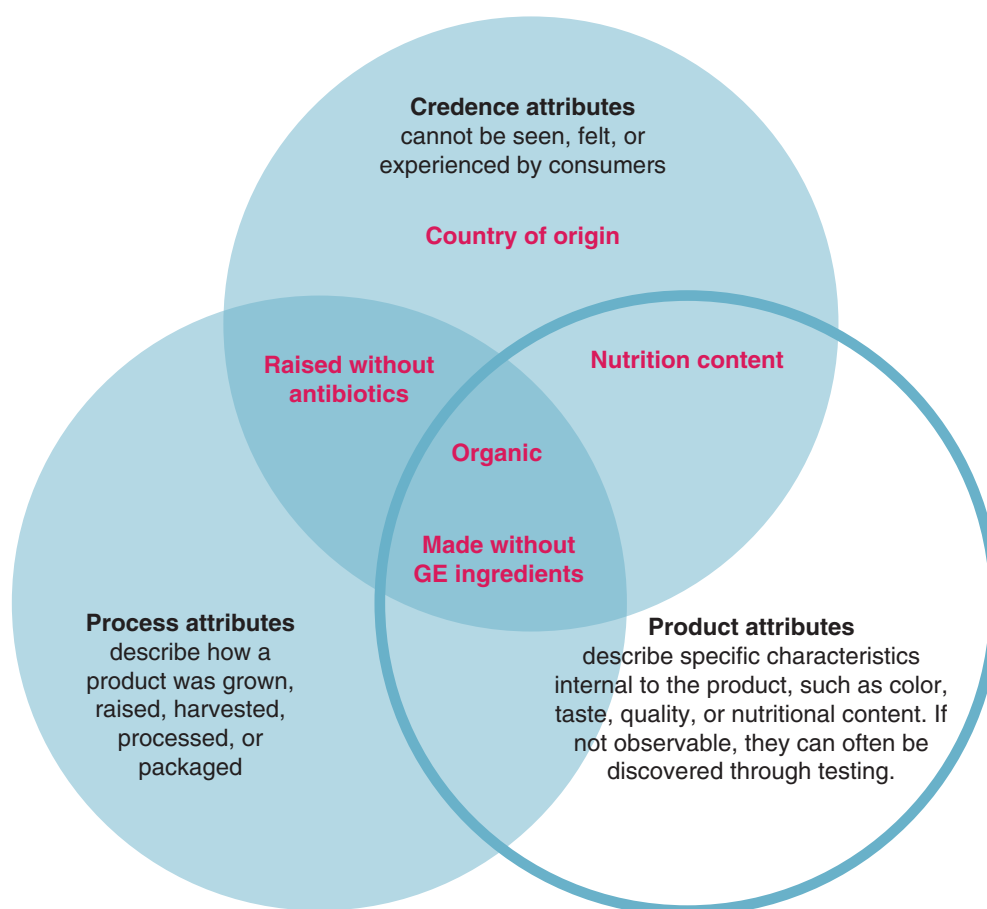 Credence attributes
cannot be seen, felt, or
experienced by consumers
Country of origin
Raised without
antibiotics
Nutrition content
Organic
Made without
GE ingredients
Process attributes
describe how a
product was grown,
raised, harvested,
processed, or
packaged
Product attributes
describe specific characteristics
internal to the product, such as color,
taste, quality, or nutritional content. If
not observable, they can often be
discovered through testing.